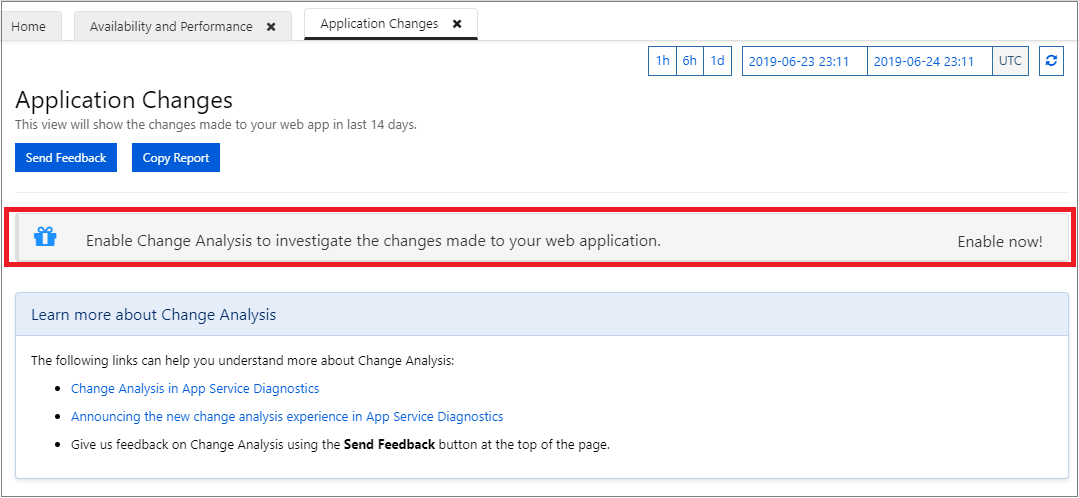 Home
Availability and Performance
Application Changes
1h 6h 1d 2019-06-23 23:11 2019-06-24 23:11 UTC
Application Changes
This view will show the changes made to your web app in last 14 days.
Send Feedback Copy Report
Enable Change Analysis to investigate the changes made to your web application. Enable now!
Learn more about Change Analysis
The following links can help you understand more about Change Analysis:
Change Analysis in App Service Diagnostics
Announcing the new change analysis experience in App Service Diagnostics
Give us feedback on Change Analysis using the Send Feedback button at the top of the page.